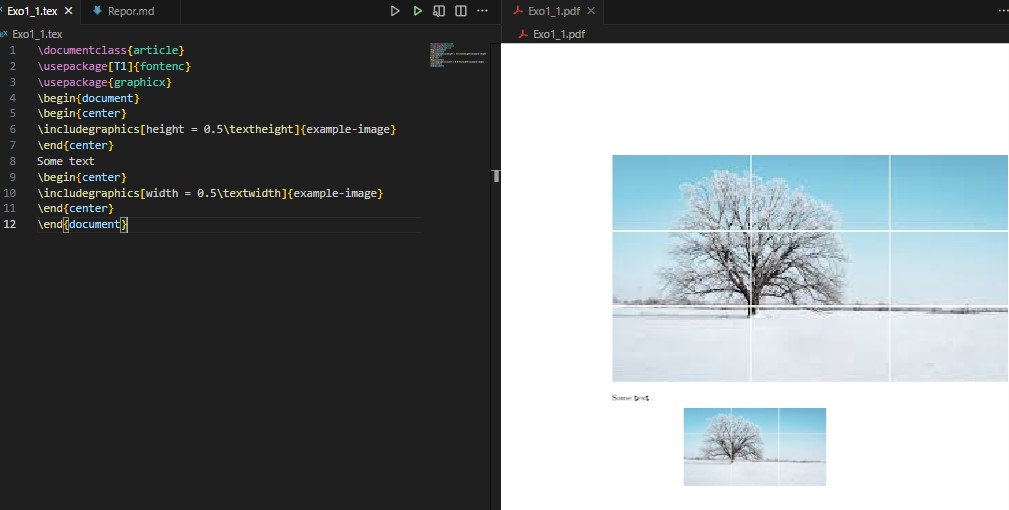 Exo1_1.tex
Repor.md
Exo1_1.pdf
Exo1_1.tex
Exo1_1.pdf
1 \documentclass{article}
2 \usepackage[T1]{fontenc}
3 \usepackage{graphicx}
4 \begin{document}
5 \begin{center}
6 \includegraphics[height = 0.5\textheight]{example-image}
7 \end{center}
8 Some text
9 \begin{center}
10 \includegraphics[width = 0.5\textwidth]{example-image}
11 \end{center}
12 \end{document}
Some text